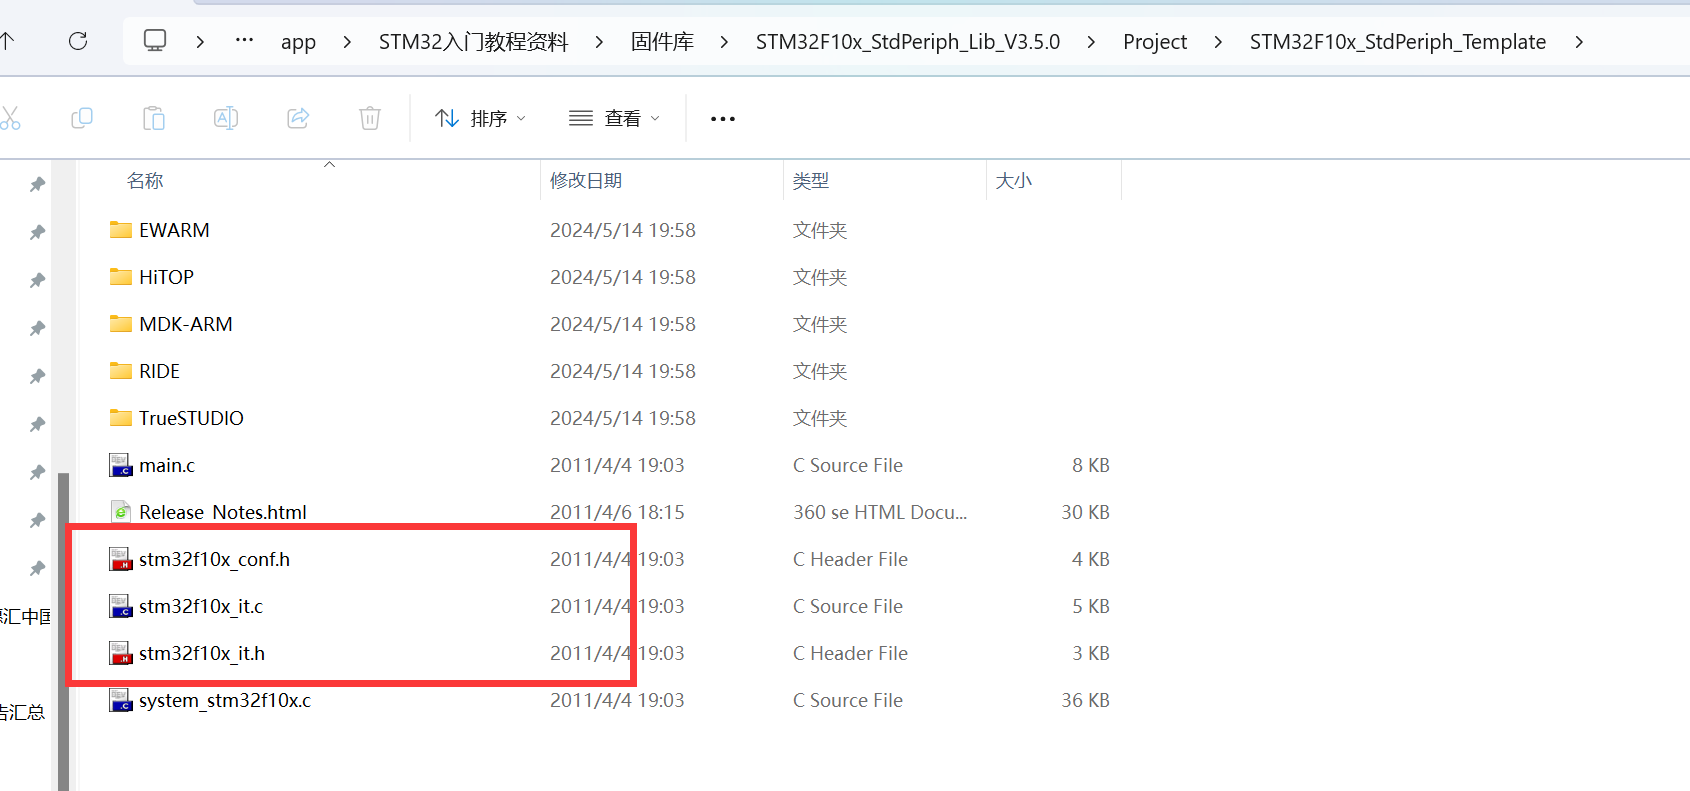 … app STM32入门教程资料 固件库 STM32F10x_StdPeriph_Lib_V3.5.0 Project STM32F10x_StdPeriph_Template
排序 查看 …
名称 修改日期 类型 大小
EWARM 2024/5/14 19:58 文件夹
HiTOP 2024/5/14 19:58 文件夹
MDK-ARM 2024/5/14 19:58 文件夹
RIDE 2024/5/14 19:58 文件夹
TrueSTUDIO 2024/5/14 19:58 文件夹
main.c 2011/4/4 19:03 C Source File 8 KB
Release_Notes.html 2011/4/6 18:15 360 se HTML Docu... 30 KB
stm32f10x_conf.h 2011/4/4 19:03 C Header File 4 KB
stm32f10x_it.c 2011/4/4 19:03 C Source File 5 KB
汇中国
stm32f10x_it.h 2011/4/4 19:03 C Header File 3 KB
system_stm32f10x.c 2011/4/4 19:03 C Source File 36 KB
告汇总